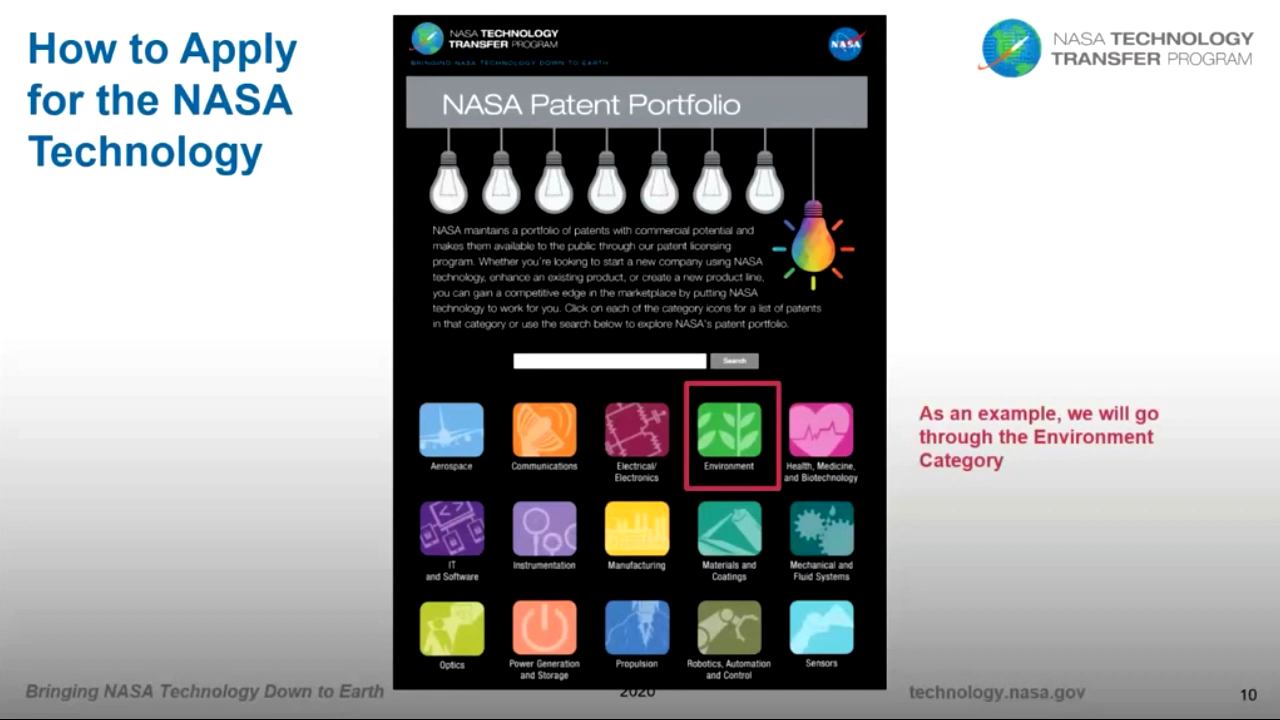 How to Apply
for the NASA
Technology
NASA TECHNOLOGY
TRANSFER PROGRAM
BRINGING NASA TECHNOLOGY DOWN TO EARTH
NASA
NASA TECHNOLOGY
TRANSFER PROGRAM
NASA Patent Portfolio
NASA maintains a portfolio of patents with commercial potential and
makes them available to the public through our patent licensing
program. Whether you're looking to start a new company using NASA
technology, enhance an existing product, or create a new product line,
you can gain a competitive edge in the marketplace by putting NASA
technology to work for you. Click on each of the category icons for a list of patents
in that category or use the search below to explore NASA's patent portfolio.
Search
Aerospace
Communications
Electrical/
Electronics
Environment
Health, Medicine,
and Biotechnology
As an example, we will go
through the Environment
Category
IT
and Software
Instrumentation
Manufacturing
Materials and
Coatings
Mechanical and
Fluid Systems
Optics
Power Generation
and Storage
Propulsion
Robotics, Automation
and Control
Sensors
Bringing NASA Technology Down to Earth
2020
technology.nasa.gov
10